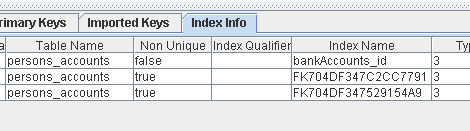 rimary Keys Imported Keys Index Info
a Table Name Non Unique Index Qualifier Index Name Typ
persons_accounts false bankAccounts_id 3
persons_accounts true FK704DF347C2CC7791 3
persons_accounts true FK704DF347529154A9 3